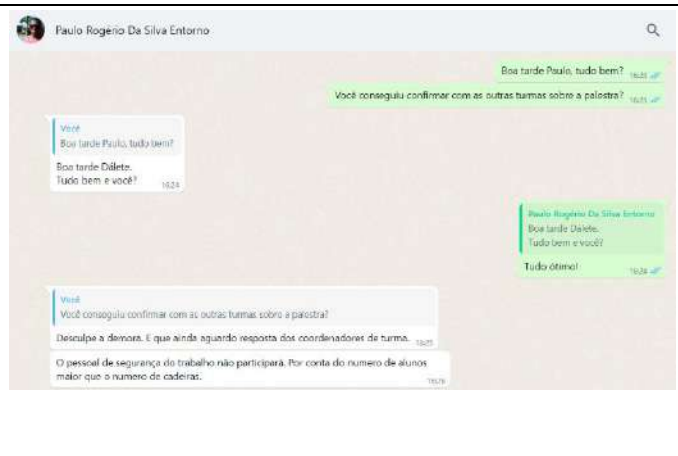 Paulo Rogério Da Silva Entorno
Boa tarde Paulo, tudo bem?
Você conseguiu confirmar com as outras turmas sobre a palestra?
Você
Boa tarde Paulo, tudo bem?
Boa tarde Dálete.
Tudo bem e você? 16:24
Paulo Rogério Da Silva Entorno
Boa tarde Dálete.
Tudo bem e você?
Tudo ótimo! 16:24
Você
Você conseguiu confirmar com as outras turmas sobre a palestra?
Desculpe a demora. E que ainda aguardo resposta dos coordenadores de turma.
O pessoal de segurança do trabalho não participará. Por conta do numero de alunos
maior que o numero de cadeiras.